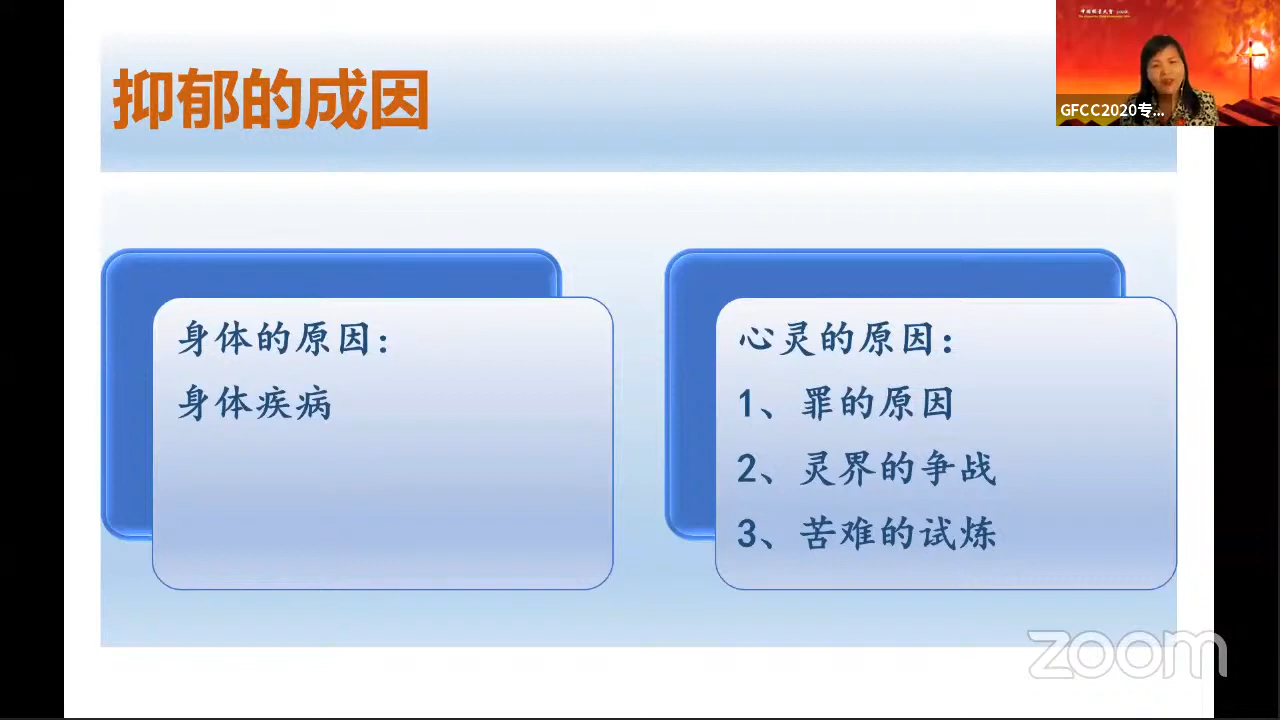 抑郁的成因
GFCC2020专...
身体的原因：
身体疾病
心灵的原因：
1、罪的原因
2、灵界的争战
3、苦难的试炼
zoom